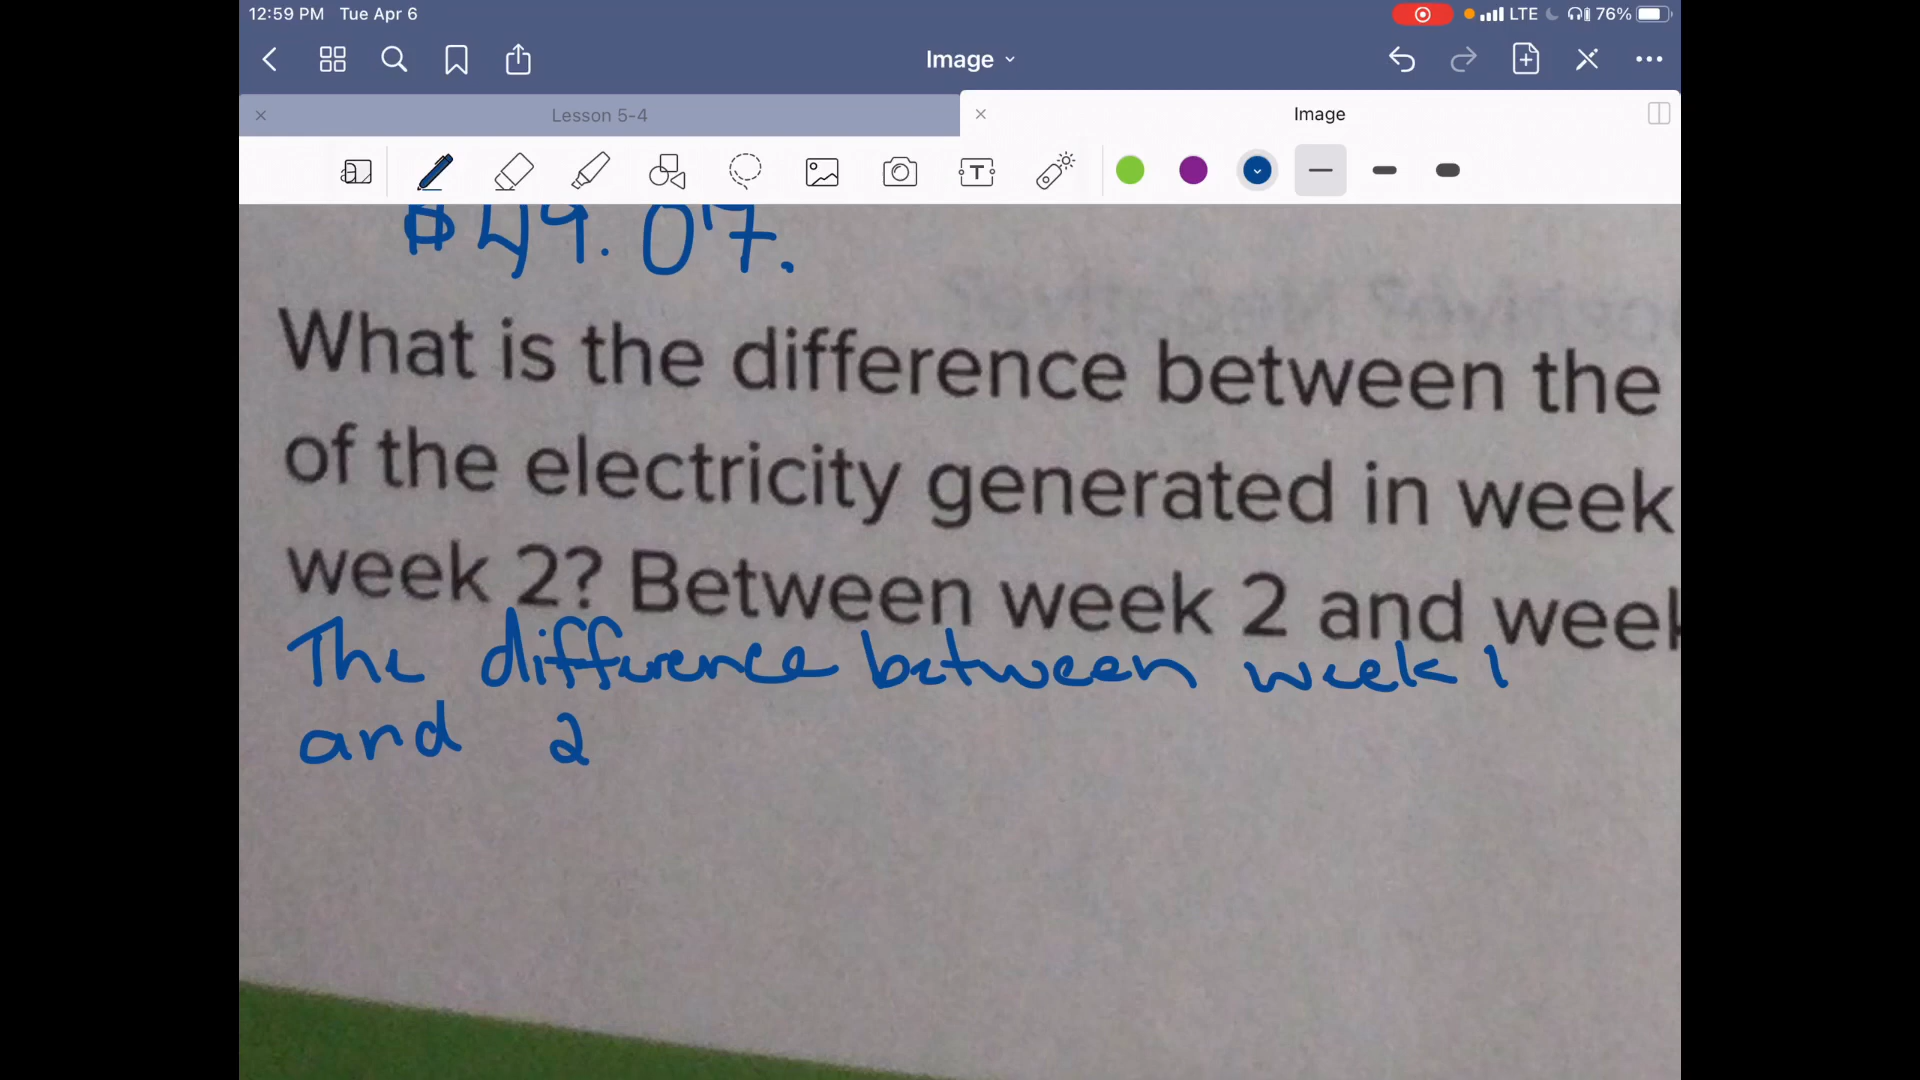 12:59 PM Tue Apr 6
LTE 76%
Image
Lesson 5-4
Image
T
$49.07.
What is the difference between the
of the electricity generated in week
week 2? Between week 2 and week
The difference between week 1
and 2